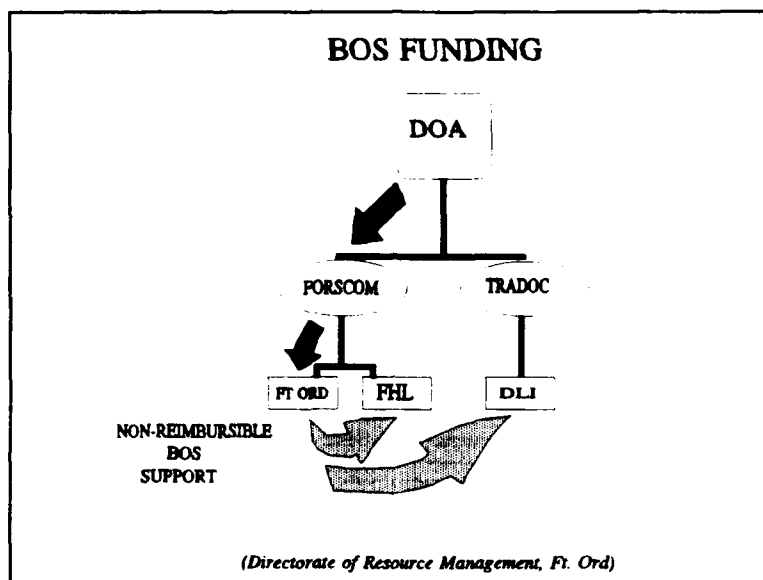 BOS FUNDING
DOA
FORSCOM
TRADOC
FT ORD
FHL
DLI
NON-REIMBURSIBLE
BOS
SUPPORT
(Directorate of Resource Management, Ft. Ord)